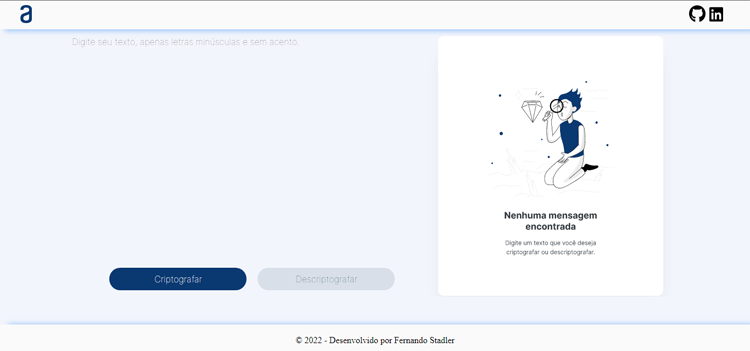 a
Digite seu texto, apenas letras minúsculas e sem acento.
Criptografar
Descriptografar
Nenhuma mensagem
encontrada
Digite um texto que você deseja
criptografar ou descriptografar.
© 2022 - Desenvolvido por Fernando Stadler